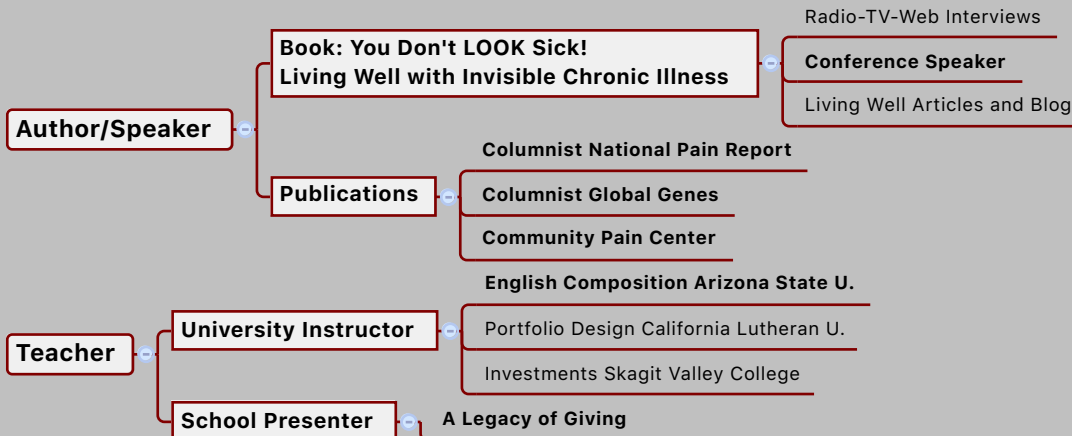 Author/Speaker
Book: You Don't LOOK Sick!
Living Well with Invisible Chronic Illness
Radio-TV-Web Interviews
Conference Speaker
Living Well Articles and Blog
Publications
Columnist National Pain Report
Columnist Global Genes
Community Pain Center
Teacher
University Instructor
English Composition Arizona State U.
Portfolio Design California Lutheran U.
Investments Skagit Valley College
School Presenter
A Legacy of Giving